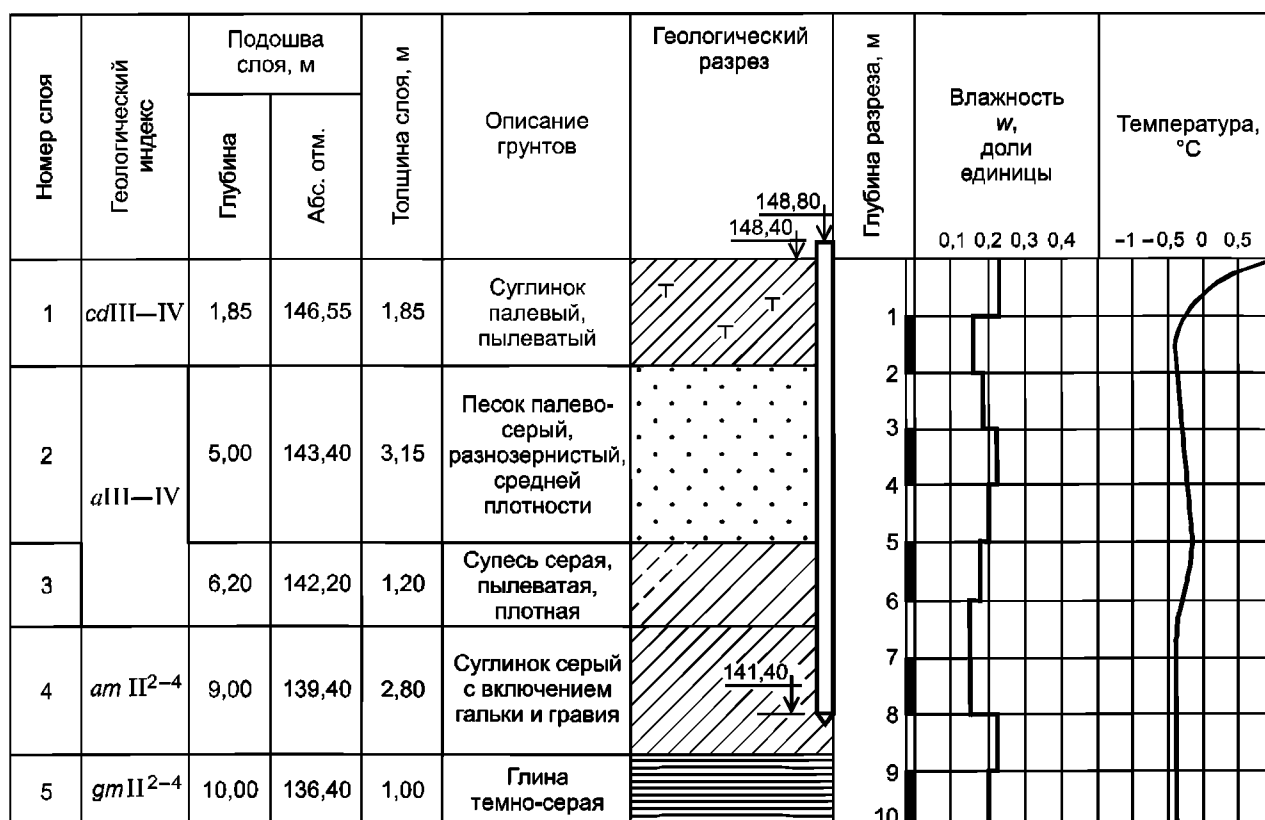 Номер слоя
Геологический
индекс
Подошва
слоя, м
Глубина
Абс. отм.
Толщина слоя, м
Описание
грунтов
Геологический
разрез
148,80
148,40
Глубина разреза, м
Влажность
w,
доли
единицы
0,1 0,2 0,3 0,4
Температура,
°C
−1 −0,5 0 0,5
1
cdIII—IV
1,85
146,55
1,85
Суглинок
палевый,
пылеватый
2
aIII—IV
5,00
143,40
3,15
Песок палево-
серый,
разнозернистый,
средней
плотности
3
6,20
142,20
1,20
Супесь серая,
пылеватая,
плотная
4
am II²⁻⁴
9,00
139,40
2,80
Суглинок серый
с включением
гальки и гравия
141,40
5
gmII²⁻⁴
10,00
136,40
1,00
Глина
темно-серая
1
2
3
4
5
6
7
8
9
10